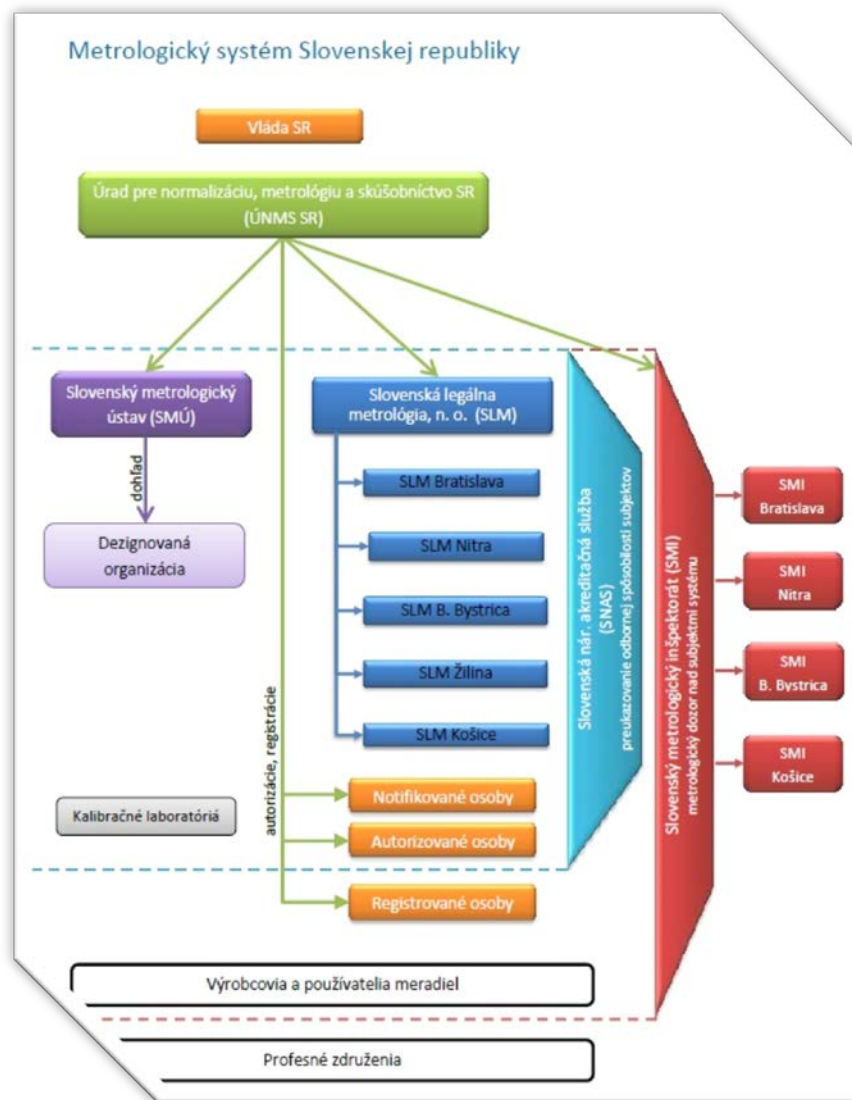 Metrologický systém Slovenskej republiky
Vláda SR
Úrad pre normalizáciu, metrológiu a skúšobníctvo SR
(ÚNMS SR)
Slovenský metrologický
ústav (SMÚ)
dohľad
Dezignovaná
organizácia
Kalibračné laboratóriá
autorizácie, registrácie
Slovenská legálna
metrológia, n. o. (SLM)
SLM Bratislava
SLM Nitra
SLM B. Bystrica
SLM Žilina
SLM Košice
Notifikované osoby
Autorizované osoby
Registrované osoby
Slovenská nár. akreditačná služba
(SNAS)
preukazovanie odbornej spôsobilosti subjektov
Slovenský metrologický inšpektorát (SMI)
metrologický dozor nad subjektmi systému
SMI
Bratislava
SMI
Nitra
SMI
B. Bystrica
SMI
Košice
Výrobcovia a používatelia meradiel
Profesné združenia